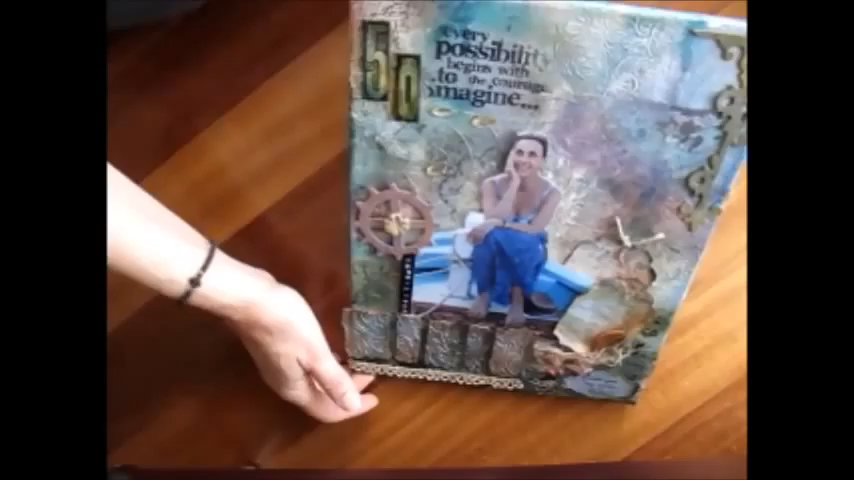 50
every
possibility
begins with
...to the courage
imagine...